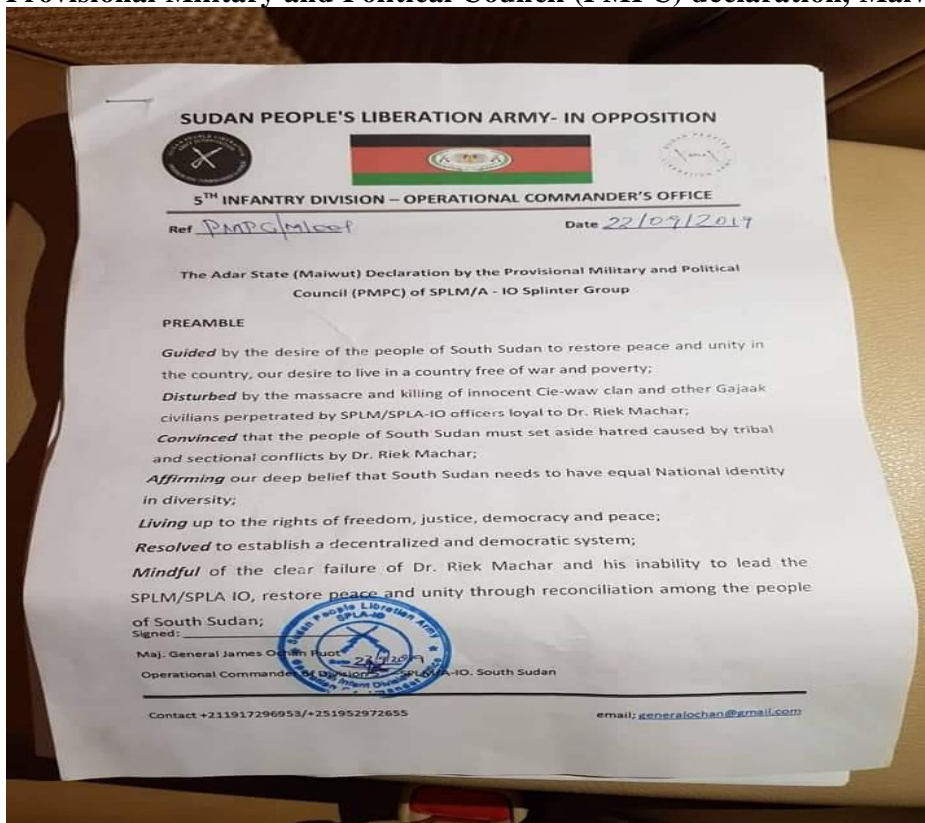 Provisional Military and Political Council (PMPC) declaration,
SUDAN PEOPLE'S LIBERATION ARMY- IN OPPOSITION
5TH INFANTRY DIVISION – OPERATIONAL COMMANDER'S OFFICE
Ref Date 22/09/2019
The Adar State (Maiwut) Declaration by the Provisional Military and Political
Council (PMPC) of SPLM/A - IO Splinter Group
PREAMBLE
Guided by the desire of the people of South Sudan to restore peace and unity in
the country, our desire to live in a country free of war and poverty;
Disturbed by the massacre and killing of innocent Cie-waw clan and other Gajaak
civilians perpetrated by SPLM/SPLA-IO officers loyal to Dr. Riek Machar;
Convinced that the people of South Sudan must set aside hatred caused by tribal
and sectional conflicts by Dr. Riek Machar;
Affirming our deep belief that South Sudan needs to have equal National identity
in diversity;
Living up to the rights of freedom, justice, democracy and peace;
Resolved to establish a decentralized and democratic system;
Mindful of the clear failure of Dr. Riek Machar and his inability to lead the
SPLM/SPLA IO, restore peace and unity through reconciliation among the people
of South Sudan;
Signed:
Sudan People Libration Army
SPLA-IO
Maj. General James Ochan Puot
Date 22/9/2019
Operational Commander of Division 5 – SPLM/A-IO. South Sudan
Contact +211917296953/+251952972655 email; generalochan@gmail.com